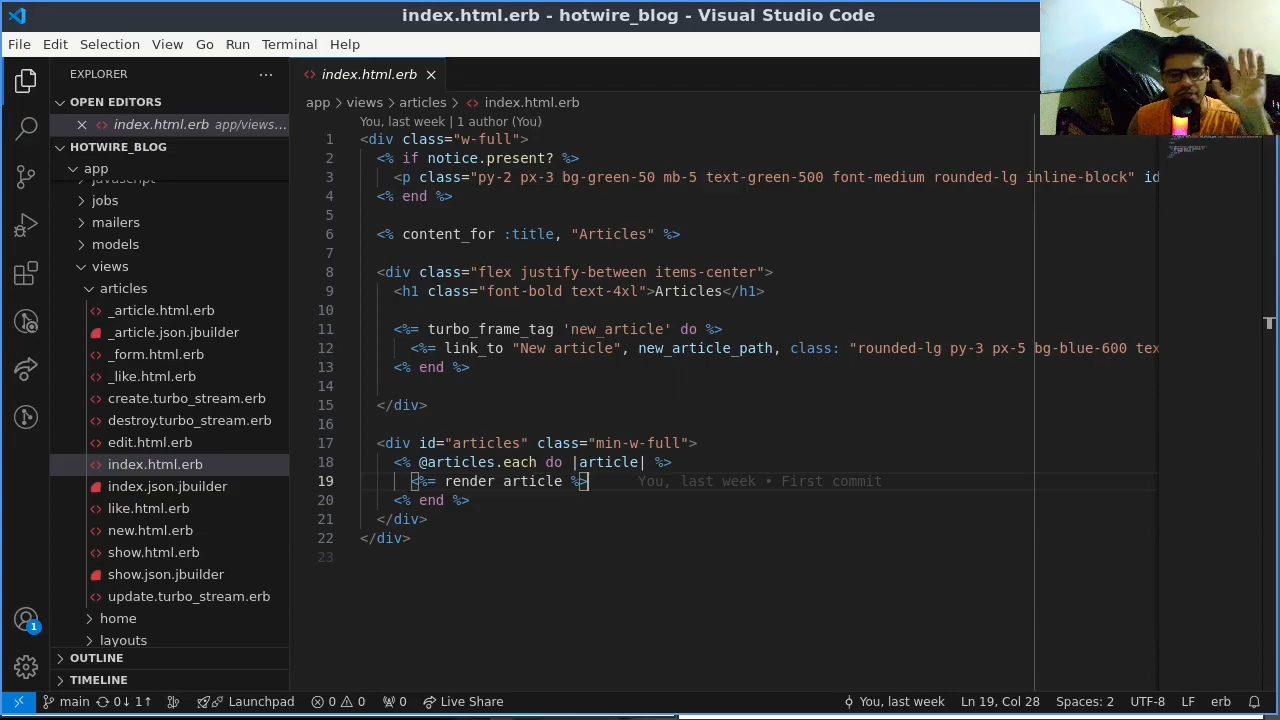 index.html.erb - hotwire_blog - Visual Studio Code
File Edit Selection View Go Run Terminal Help
EXPLORER
OPEN EDITORS
index.html.erb app/views...
HOTWIRE_BLOG
app
javascript
jobs
mailers
models
views
articles
_article.html.erb
_article.json.jbuilder
_form.html.erb
_like.html.erb
create.turbo_stream.erb
destroy.turbo_stream.erb
edit.html.erb
index.html.erb
index.json.jbuilder
like.html.erb
new.html.erb
show.html.erb
show.json.jbuilder
update.turbo_stream.erb
home
layouts
OUTLINE
TIMELINE
index.html.erb
app > views > articles > index.html.erb
You, last week | 1 author (You)
1 <div class="w-full">
2 <% if notice.present? %>
3 <p class="py-2 px-3 bg-green-50 mb-5 text-green-500 font-medium rounded-lg inline-block" id
4 <% end %>
5
6 <% content_for :title, "Articles" %>
7
8 <div class="flex justify-between items-center">
9 <h1 class="font-bold text-4xl">Articles</h1>
10
11 <%= turbo_frame_tag 'new_article' do %>
12 <%= link_to "New article", new_article_path, class: "rounded-lg py-3 px-5 bg-blue-600 tex
13 <% end %>
14
15 </div>
16
17 <div id="articles" class="min-w-full">
18 <% @articles.each do |article| %>
19 <%= render article %> You, last week • First commit
20 <% end %>
21 </div>
22 </div>
23
1
main 0↓ 1↑ Launchpad 0 0 0 Live Share You, last week Ln 19, Col 28 Spaces: 2 UTF-8 LF erb